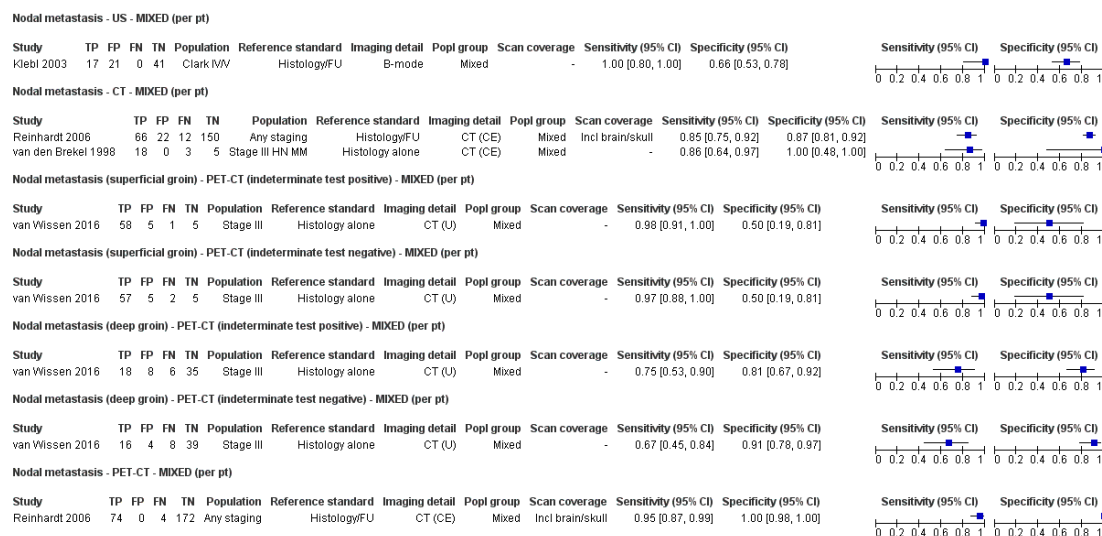 Nodal metastasis - US - MIXED (per pt)
Study TP FP FN TN Population Reference standard Imaging detail Popl group Scan coverage Sensitivity (95% CI) Specificity (95% CI) Sensitivity (95% CI) Specificity (95% CI)
Klebl 2003 17 21 0 41 Clark IV/V Histology/FU B-mode Mixed - 1.00 [0.80, 1.00] 0.66 [0.53, 0.78]
0 0.2 0.4 0.6 0.8 1 0 0.2 0.4 0.6 0.8 1
Nodal metastasis - CT - MIXED (per pt)
Study TP FP FN TN Population Reference standard Imaging detail Popl group Scan coverage Sensitivity (95% CI) Specificity (95% CI) Sensitivity (95% CI) Specificity (95% CI)
Reinhardt 2006 66 22 12 150 Any staging Histology/FU CT (CE) Mixed Incl brain/skull 0.85 [0.75, 0.92] 0.87 [0.81, 0.92]
van den Brekel 1998 18 0 3 5 Stage III HN MM Histology alone CT (CE) Mixed - 0.86 [0.64, 0.97] 1.00 [0.48, 1.00]
0 0.2 0.4 0.6 0.8 1 0 0.2 0.4 0.6 0.8 1
Nodal metastasis (superficial groin) - PET-CT (indeterminate test positive) - MIXED (per pt)
Study TP FP FN TN Population Reference standard Imaging detail Popl group Scan coverage Sensitivity (95% CI) Specificity (95% CI) Sensitivity (95% CI) Specificity (95% CI)
van Wissen 2016 58 5 1 5 Stage III Histology alone CT (U) Mixed - 0.98 [0.91, 1.00] 0.50 [0.19, 0.81]
0 0.2 0.4 0.6 0.8 1 0 0.2 0.4 0.6 0.8 1
Nodal metastasis (superficial groin) - PET-CT (indeterminate test negative) - MIXED (per pt)
Study TP FP FN TN Population Reference standard Imaging detail Popl group Scan coverage Sensitivity (95% CI) Specificity (95% CI) Sensitivity (95% CI) Specificity (95% CI)
van Wissen 2016 57 5 2 5 Stage III Histology alone CT (U) Mixed - 0.97 [0.88, 1.00] 0.50 [0.19, 0.81]
0 0.2 0.4 0.6 0.8 1 0 0.2 0.4 0.6 0.8 1
Nodal metastasis (deep groin) - PET-CT (indeterminate test positive) - MIXED (per pt)
Study TP FP FN TN Population Reference standard Imaging detail Popl group Scan coverage Sensitivity (95% CI) Specificity (95% CI) Sensitivity (95% CI) Specificity (95% CI)
van Wissen 2016 18 8 6 35 Stage III Histology alone CT (U) Mixed - 0.75 [0.53, 0.90] 0.81 [0.67, 0.92]
0 0.2 0.4 0.6 0.8 1 0 0.2 0.4 0.6 0.8 1
Nodal metastasis (deep groin) - PET-CT (indeterminate test negative) - MIXED (per pt)
Study TP FP FN TN Population Reference standard Imaging detail Popl group Scan coverage Sensitivity (95% CI) Specificity (95% CI) Sensitivity (95% CI) Specificity (95% CI)
van Wissen 2016 16 4 8 39 Stage III Histology alone CT (U) Mixed - 0.67 [0.45, 0.84] 0.91 [0.78, 0.97]
0 0.2 0.4 0.6 0.8 1 0 0.2 0.4 0.6 0.8 1
Nodal metastasis - PET-CT - MIXED (per pt)
Study TP FP FN TN Population Reference standard Imaging detail Popl group Scan coverage Sensitivity (95% CI) Specificity (95% CI) Sensitivity (95% CI) Specificity (95% CI)
Reinhardt 2006 74 0 4 172 Any staging Histology/FU CT (CE) Mixed Incl brain/skull 0.95 [0.87, 0.99] 1.00 [0.98, 1.00]
0 0.2 0.4 0.6 0.8 1 0 0.2 0.4 0.6 0.8 1